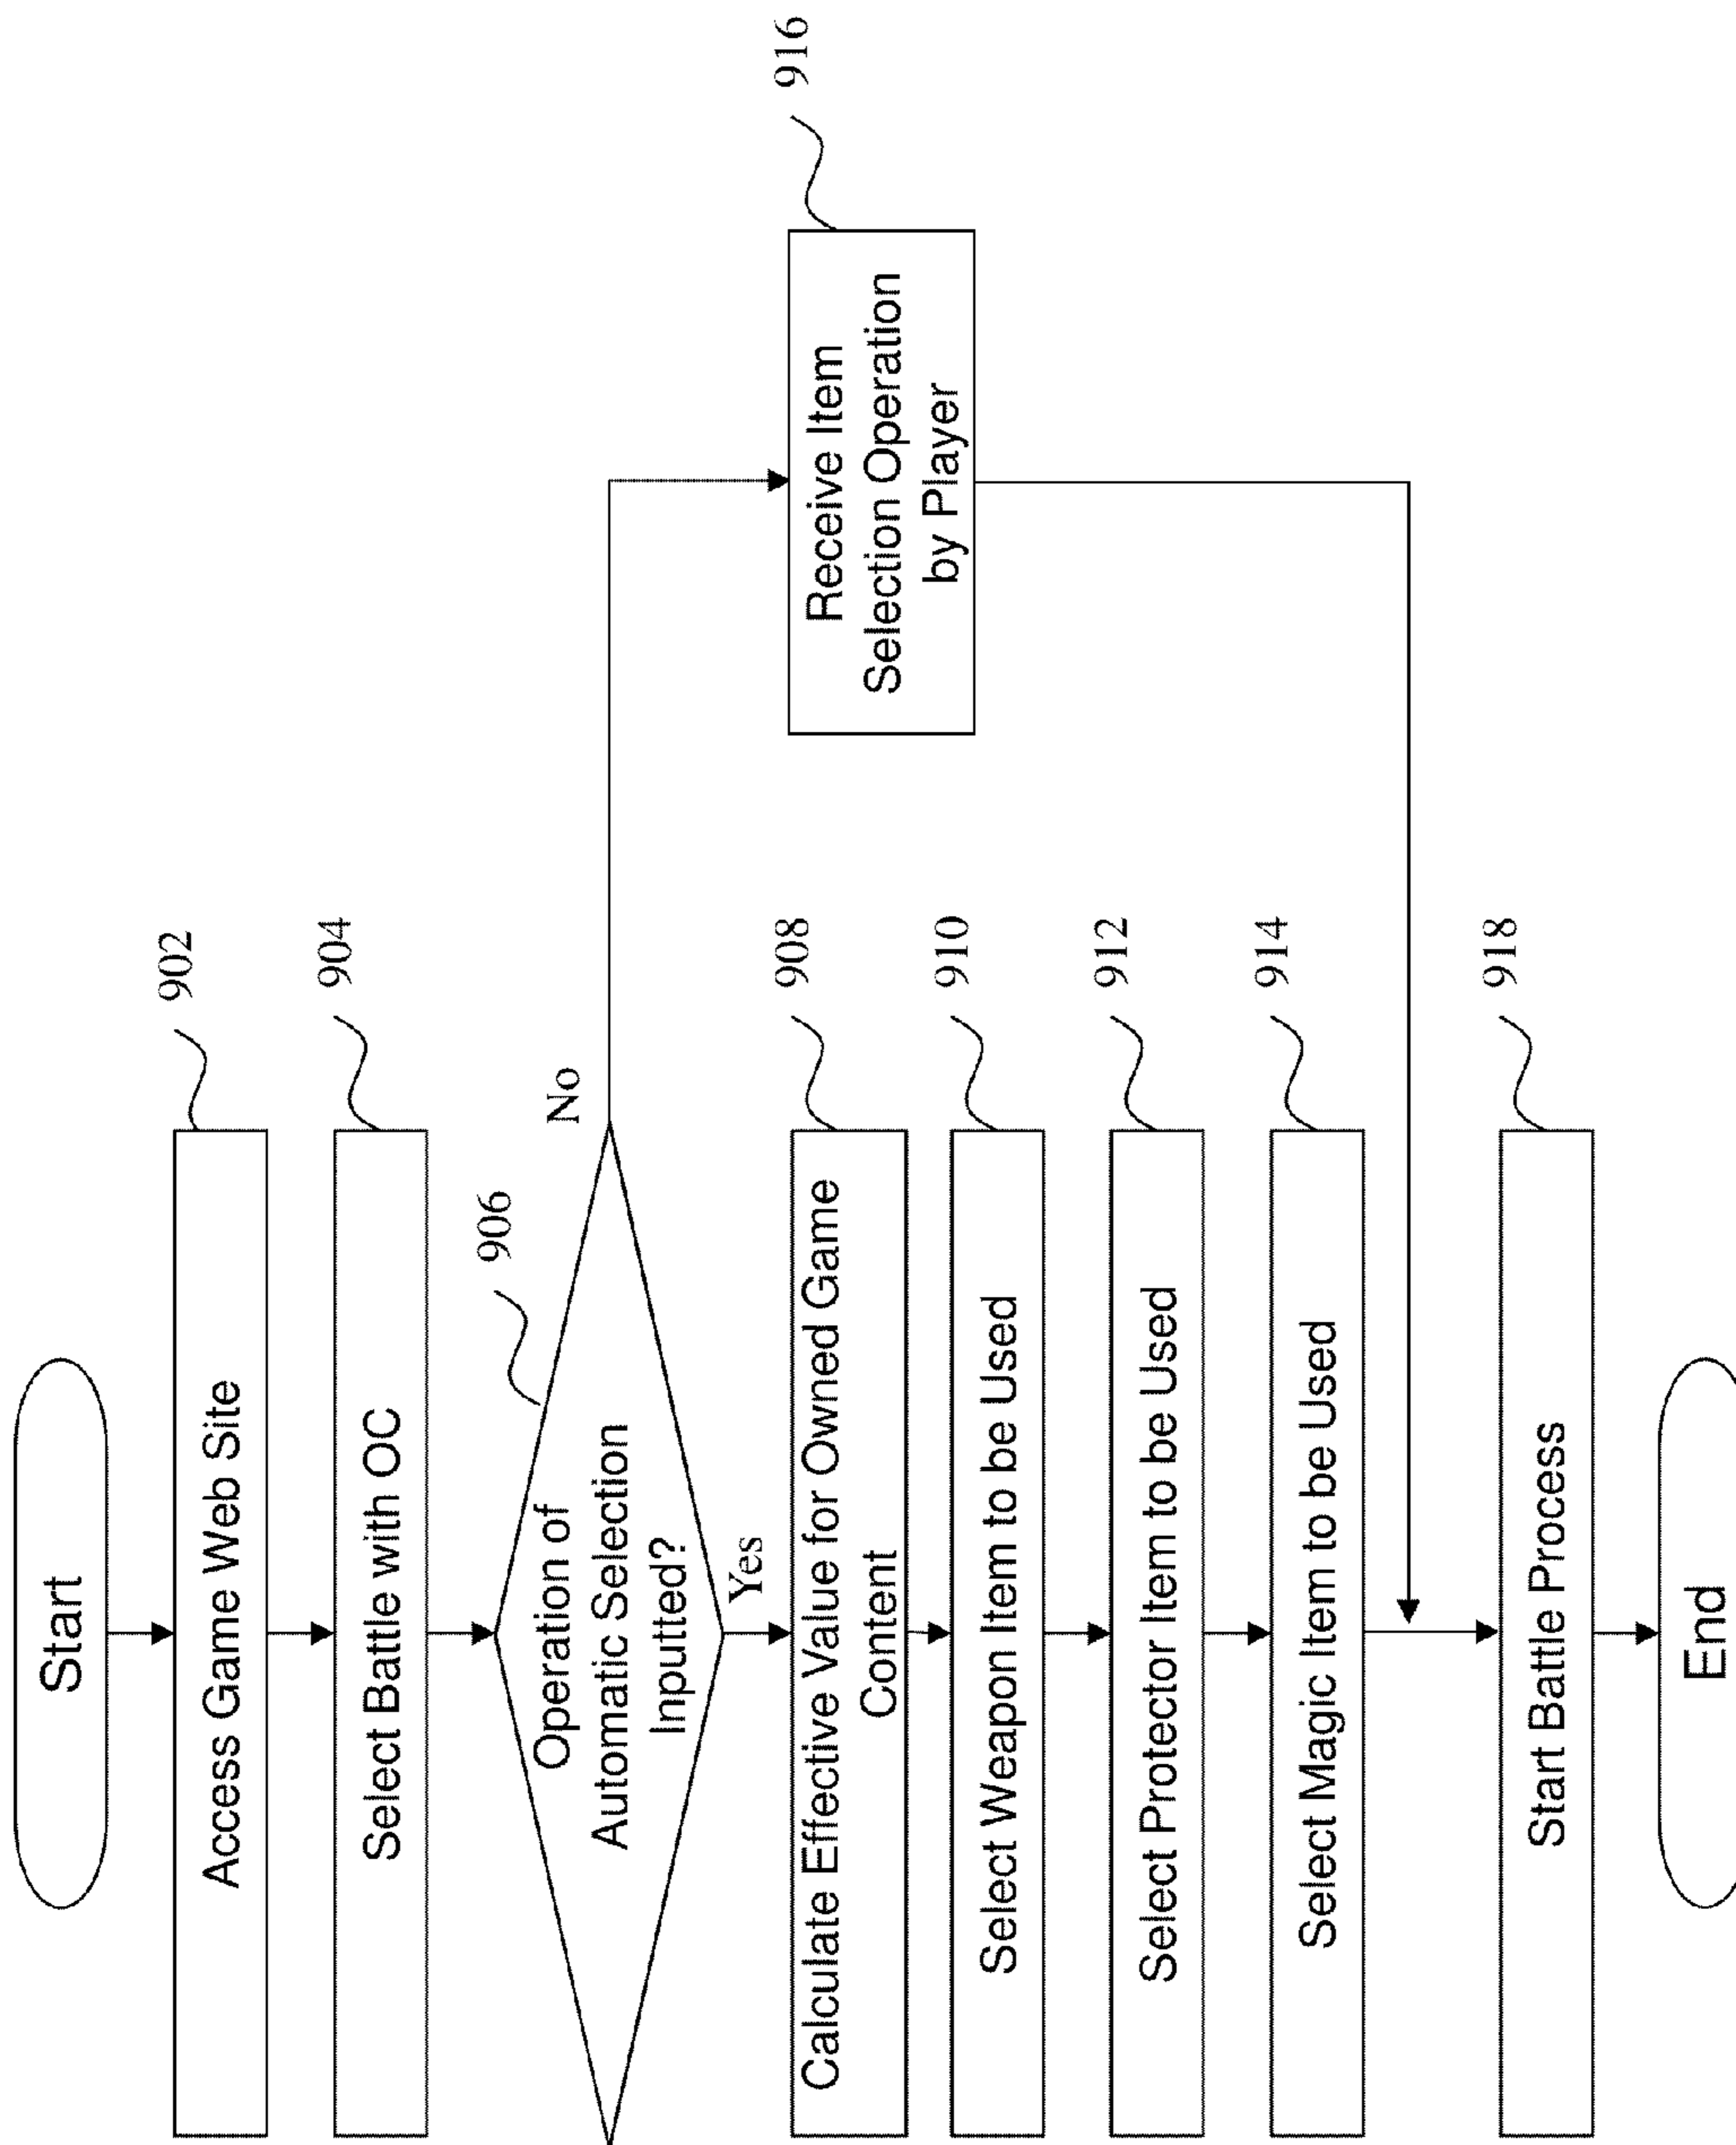 Start
Access Game Web Site
902
Select Battle with OC
904
Operation of
Automatic Selection
Inputted?
906
No
Yes
Calculate Effective Value for Owned Game
Content
908
Select Weapon Item to be Used
910
Select Protector Item to be Used
912
Select Magic Item to be Used
914
Receive Item
Selection Operation
by Player
916
Start Battle Process
918
End